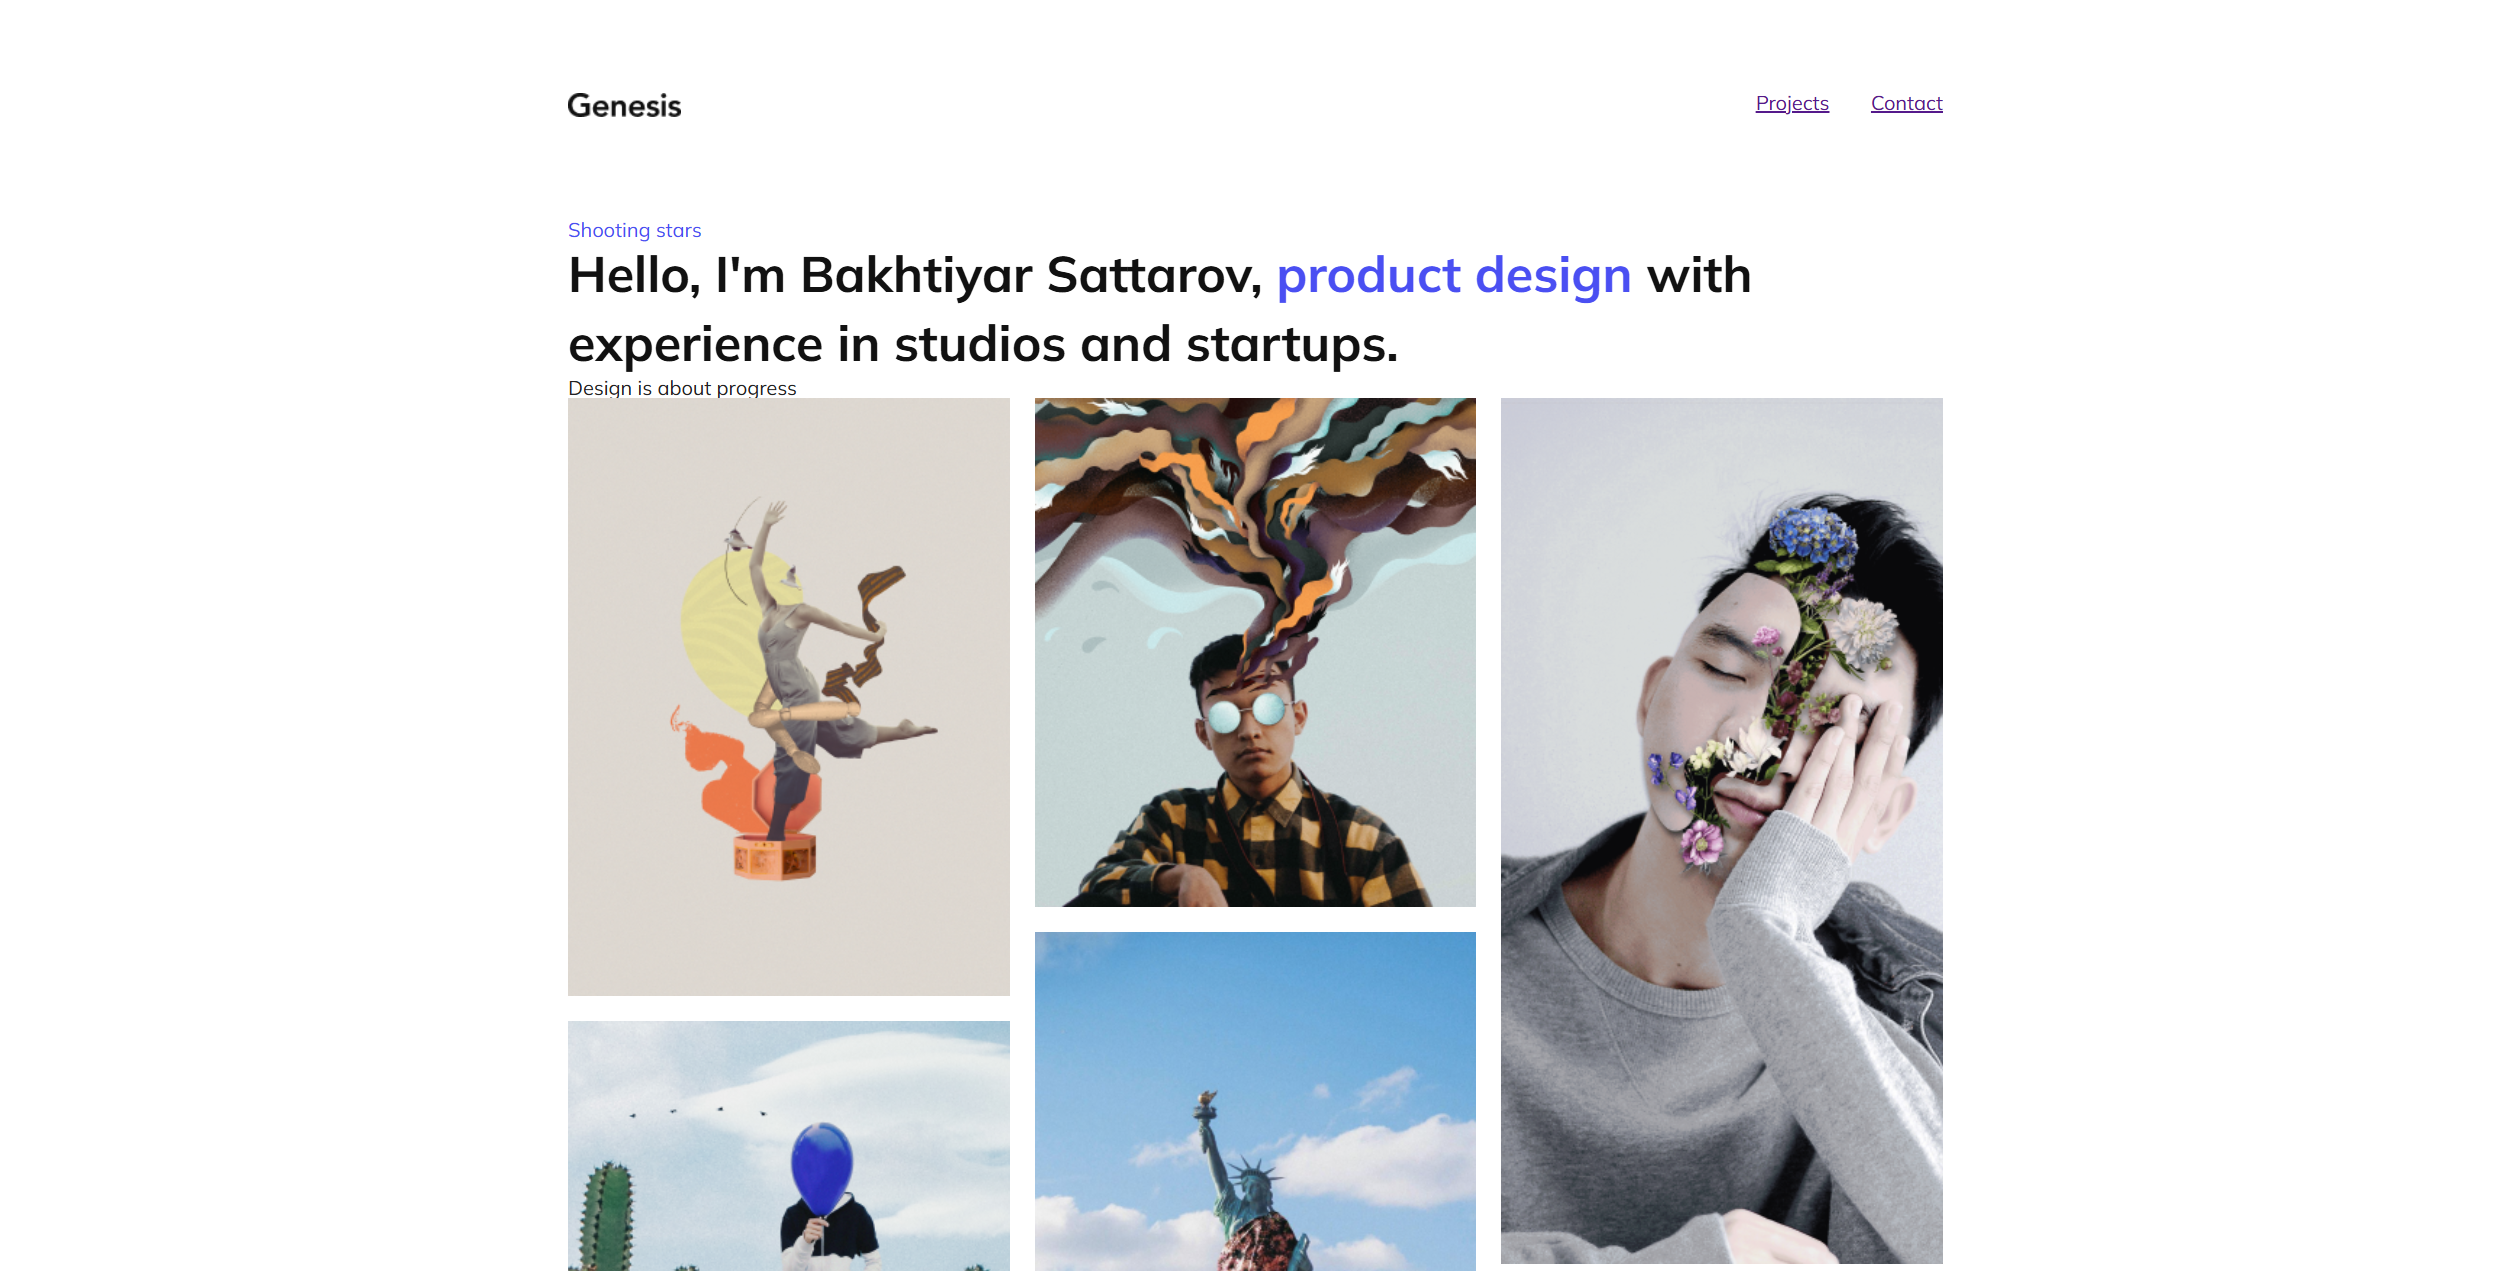 Genesis
Projects
Contact
Shooting stars
Hello, I'm Bakhtiyar Sattarov, product design with
experience in studios and startups.
Design is about progress